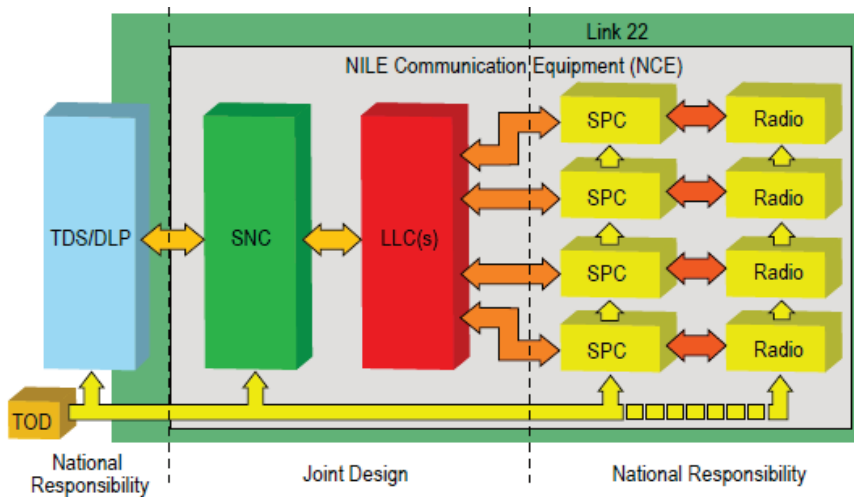 Link 22
NILE Communication Equipment (NCE)
TDS/DLP
SNC
LLC(s)
SPC
Radio
SPC
Radio
SPC
Radio
SPC
Radio
TOD
National
Responsibility
Joint Design
National Responsibility